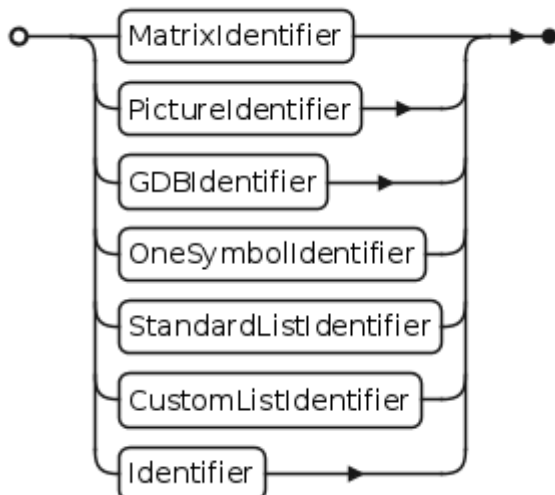 MatrixIdentifier
PictureIdentifier
GDBIdentifier
OneSymbolIdentifier
StandardListIdentifier
CustomListIdentifier
Identifier